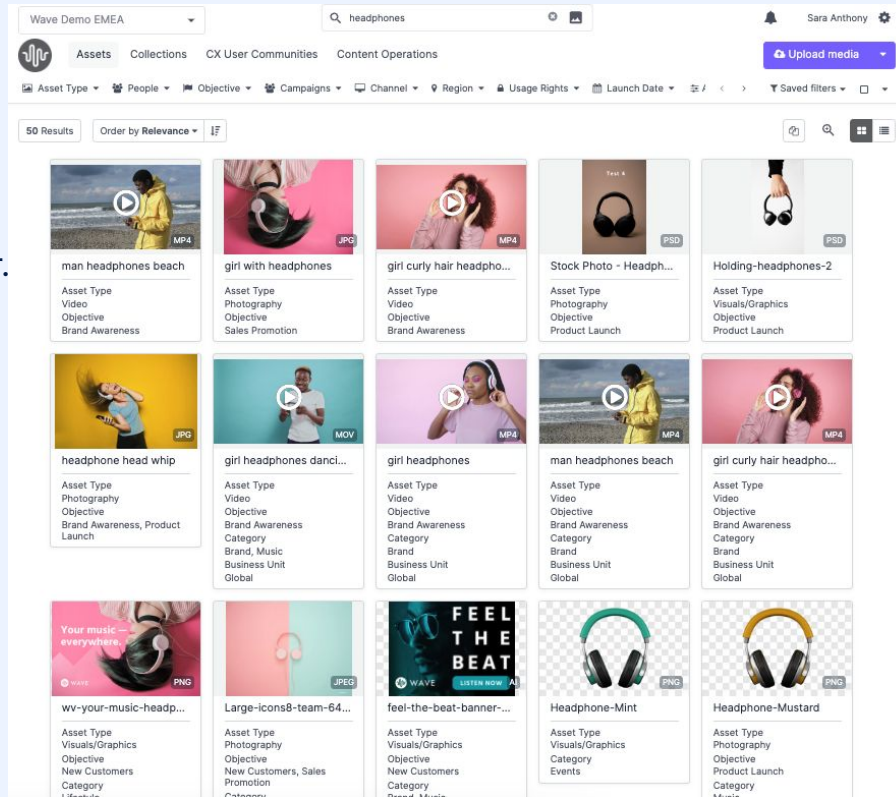 Wave Demo EMEA
headphones
Sara Anthony
Assets
Collections
CX User Communities
Content Operations
Upload media
Asset Type
People
Objective
Campaigns
Channel
Region
Usage Rights
Launch Date
Saved filters
50 Results
Order by Relevance
MP4
JPG
MP4
Test 4
PSD
PSD
man headphones beach
girl with headphones
girl curly hair headpho...
Stock Photo - Headph...
Holding-headphones-2
Asset Type
Video
Objective
Brand Awareness
Asset Type
Photography
Objective
Sales Promotion
Asset Type
Video
Objective
Brand Awareness
Asset Type
Photography
Objective
Product Launch
Asset Type
Visuals/Graphics
Objective
Product Launch
JPG
MOV
MP4
MP4
MP4
headphone head whip
girl headphones danci...
girl headphones
man headphones beach
girl curly hair headpho...
Asset Type
Photography
Objective
Brand Awareness, Product
Launch
Asset Type
Video
Objective
Brand Awareness
Category
Brand, Music
Business Unit
Global
Asset Type
Video
Objective
Brand Awareness
Category
Brand
Business Unit
Global
Asset Type
Video
Objective
Brand Awareness
Category
Brand
Business Unit
Global
Asset Type
Video
Objective
Brand Awareness
Category
Brand
Business Unit
Global
Your music —
everywhere.
WAVE
PNG
JPEG
FEEL
THE
BEAT
WAVE
LISTEN NOW
AI
PNG
PNG
wv-your-music-headp...
Large-icons8-team-64...
feel-the-beat-banner-...
Headphone-Mint
Headphone-Mustard
Asset Type
Visuals/Graphics
Objective
New Customers
Category
Lifestyle
Asset Type
Photography
Objective
New Customers, Sales
Promotion
Category
Asset Type
Visuals/Graphics
Objective
New Customers
Category
Brand, Music
Asset Type
Visuals/Graphics
Category
Events
Asset Type
Photography
Objective
Product Launch
Category
Music